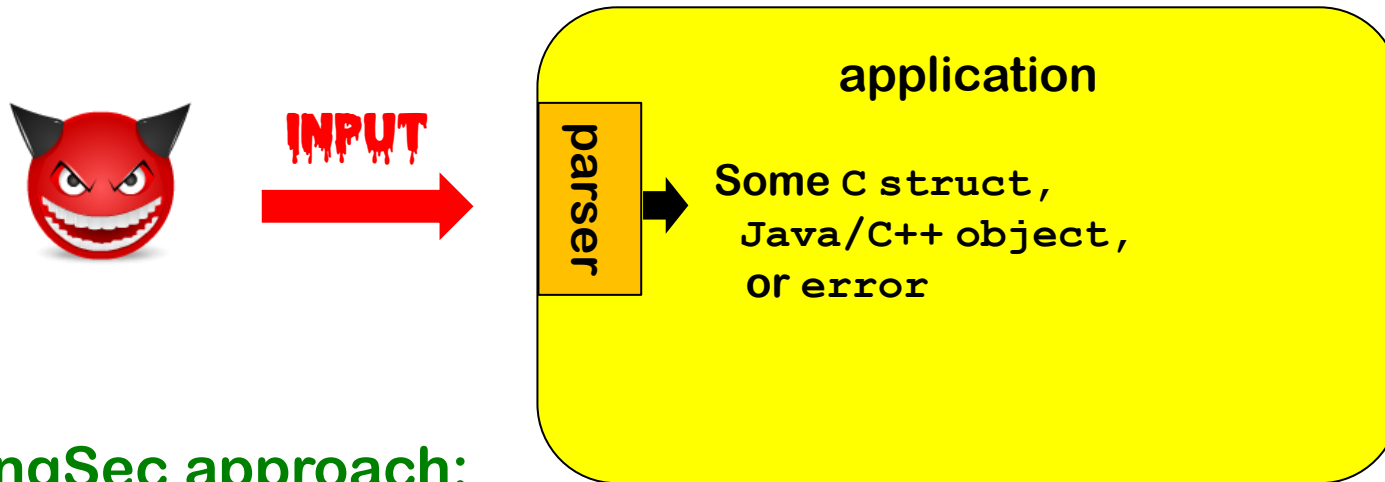 application
INPUT
parser
Some C struct,
Java/C++ object,
or error
ngSec approach: